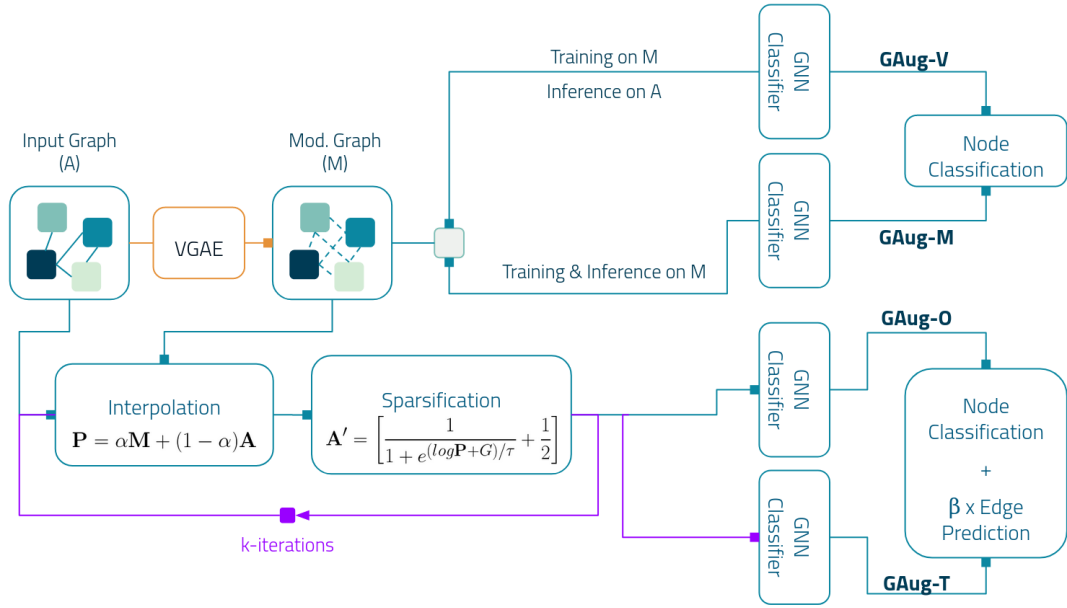 Input Graph
(A)
VGAE
Mod. Graph
(M)
Training on M
Inference on A
GNN
Classifier
GAug-V
Node
Classification
Training & Inference on M
GNN
Classifier
GAug-M
Interpolation
P = αM + (1 − α)A
Sparsification
A′ = [1 / (1 + e^{(logP+G)/τ}) + 1/2]
k-iterations
GNN
Classifier
GAug-O
Node
Classification
+
β x Edge
Prediction
GNN
Classifier
GAug-T